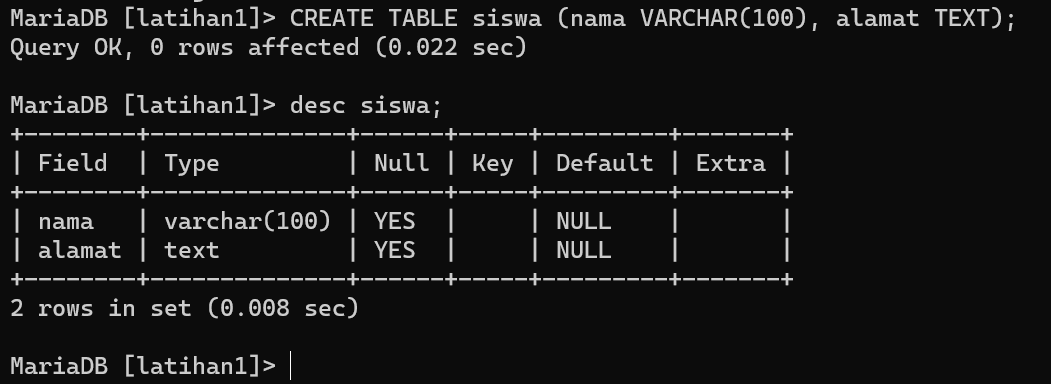 MariaDB [latihan1]> CREATE TABLE siswa (nama VARCHAR(100), alamat TEXT);
Query OK, 0 rows affected (0.022 sec)

MariaDB [latihan1]> desc siswa;
+--------+--------------+------+-----+---------+-------+
| Field  | Type         | Null | Key | Default | Extra |
+--------+--------------+------+-----+---------+-------+
| nama   | varchar(100) | YES  |     | NULL    |       |
| alamat | text         | YES  |     | NULL    |       |
+--------+--------------+------+-----+---------+-------+
2 rows in set (0.008 sec)

MariaDB [latihan1]>